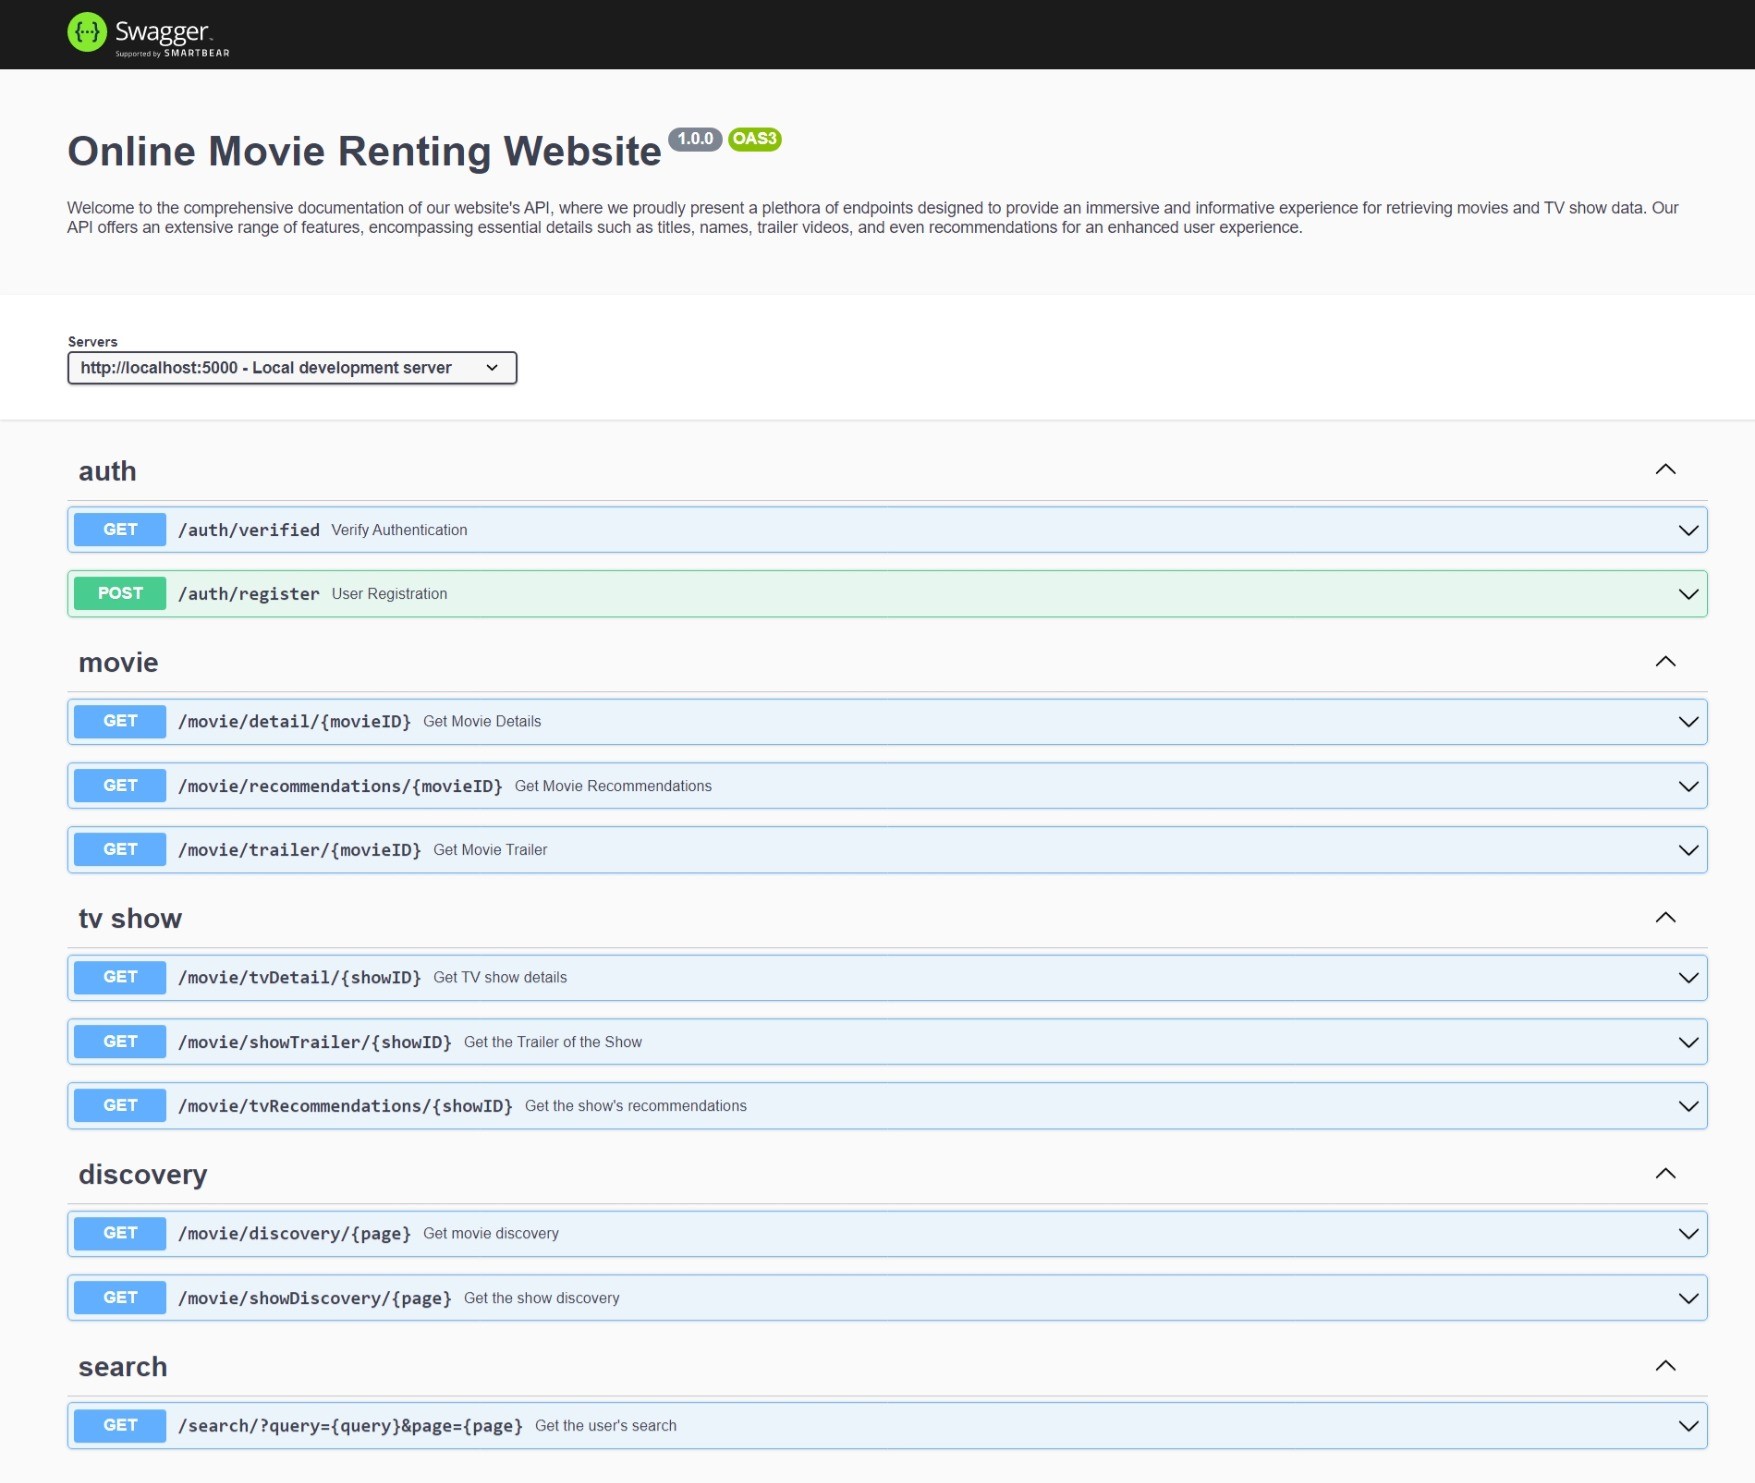 Swagger
Supported by SMARTBEAR
Online Movie Renting Website 1.0.0 OAS3
Welcome to the comprehensive documentation of our website's API, where we proudly present a plethora of endpoints designed to provide an immersive and informative experience for retrieving movies and TV show data. Our
API offers an extensive range of features, encompassing essential details such as titles, names, trailer videos, and even recommendations for an enhanced user experience.
Servers
http://localhost:5000 - Local development server
auth
GET /auth/verified Verify Authentication
POST /auth/register User Registration
movie
GET /movie/detail/{movieID} Get Movie Details
GET /movie/recommendations/{movieID} Get Movie Recommendations
GET /movie/trailer/{movieID} Get Movie Trailer
tv show
GET /movie/tvDetail/{showID} Get TV show details
GET /movie/showTrailer/{showID} Get the Trailer of the Show
GET /movie/tvRecommendations/{showID} Get the show's recommendations
discovery
GET /movie/discovery/{page} Get movie discovery
GET /movie/showDiscovery/{page} Get the show discovery
search
GET /search/?query={query}&page={page} Get the user's search